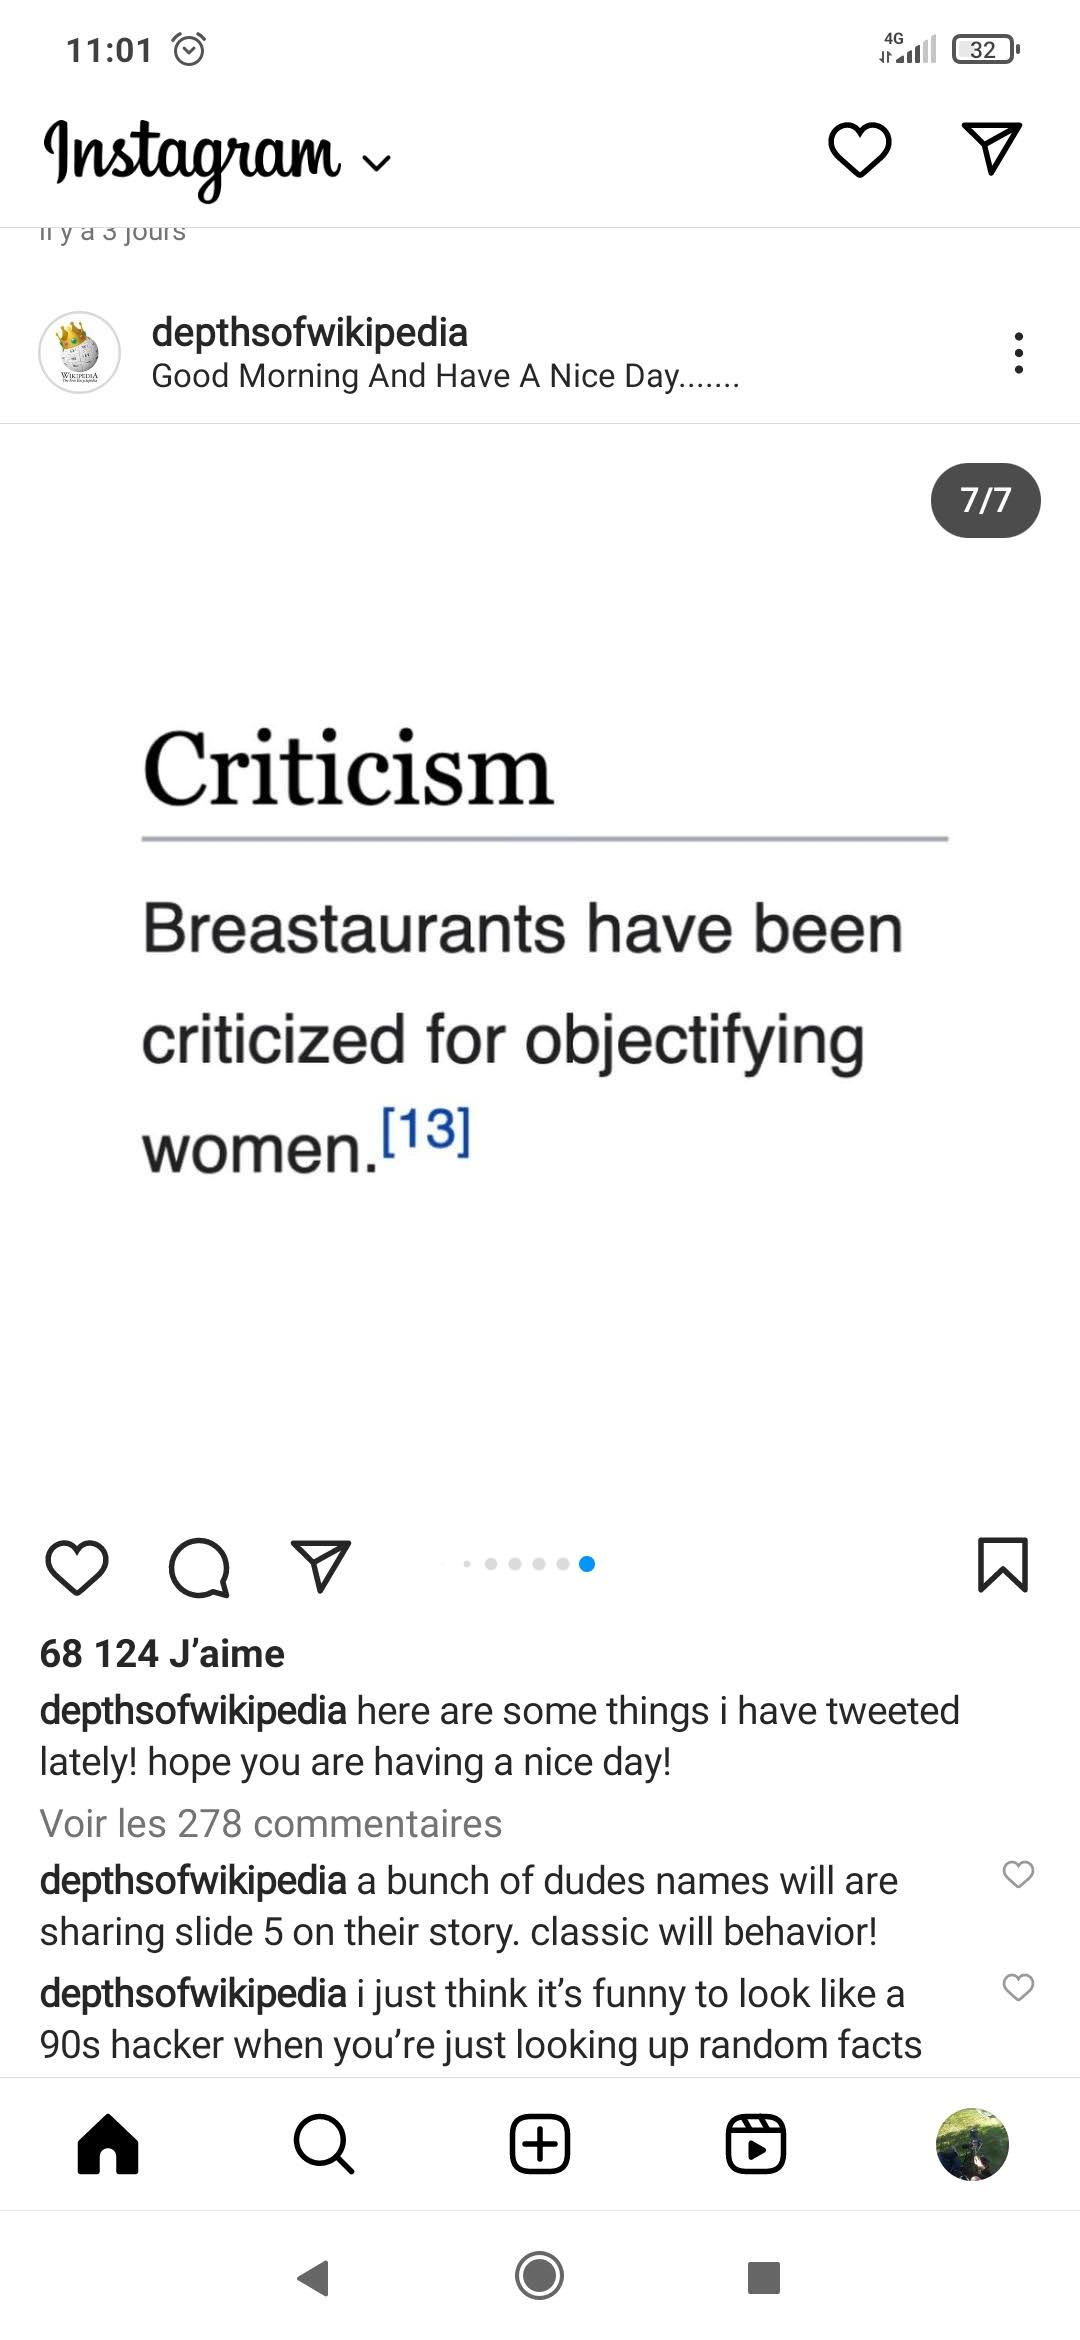 11:01
4G
32
Instagram
Il y a 3 jours
WIKIPEDIA
The Free Encyclopedia
depthsofwikipedia
Good Morning And Have A Nice Day.......
7/7
Criticism
Breastaurants have been
criticized for objectifying
women.[13]
68 124 J’aime
depthsofwikipedia here are some things i have tweeted
lately! hope you are having a nice day!
Voir les 278 commentaires
depthsofwikipedia a bunch of dudes names will are
sharing slide 5 on their story. classic will behavior!
depthsofwikipedia i just think it’s funny to look like a
90s hacker when you’re just looking up random facts